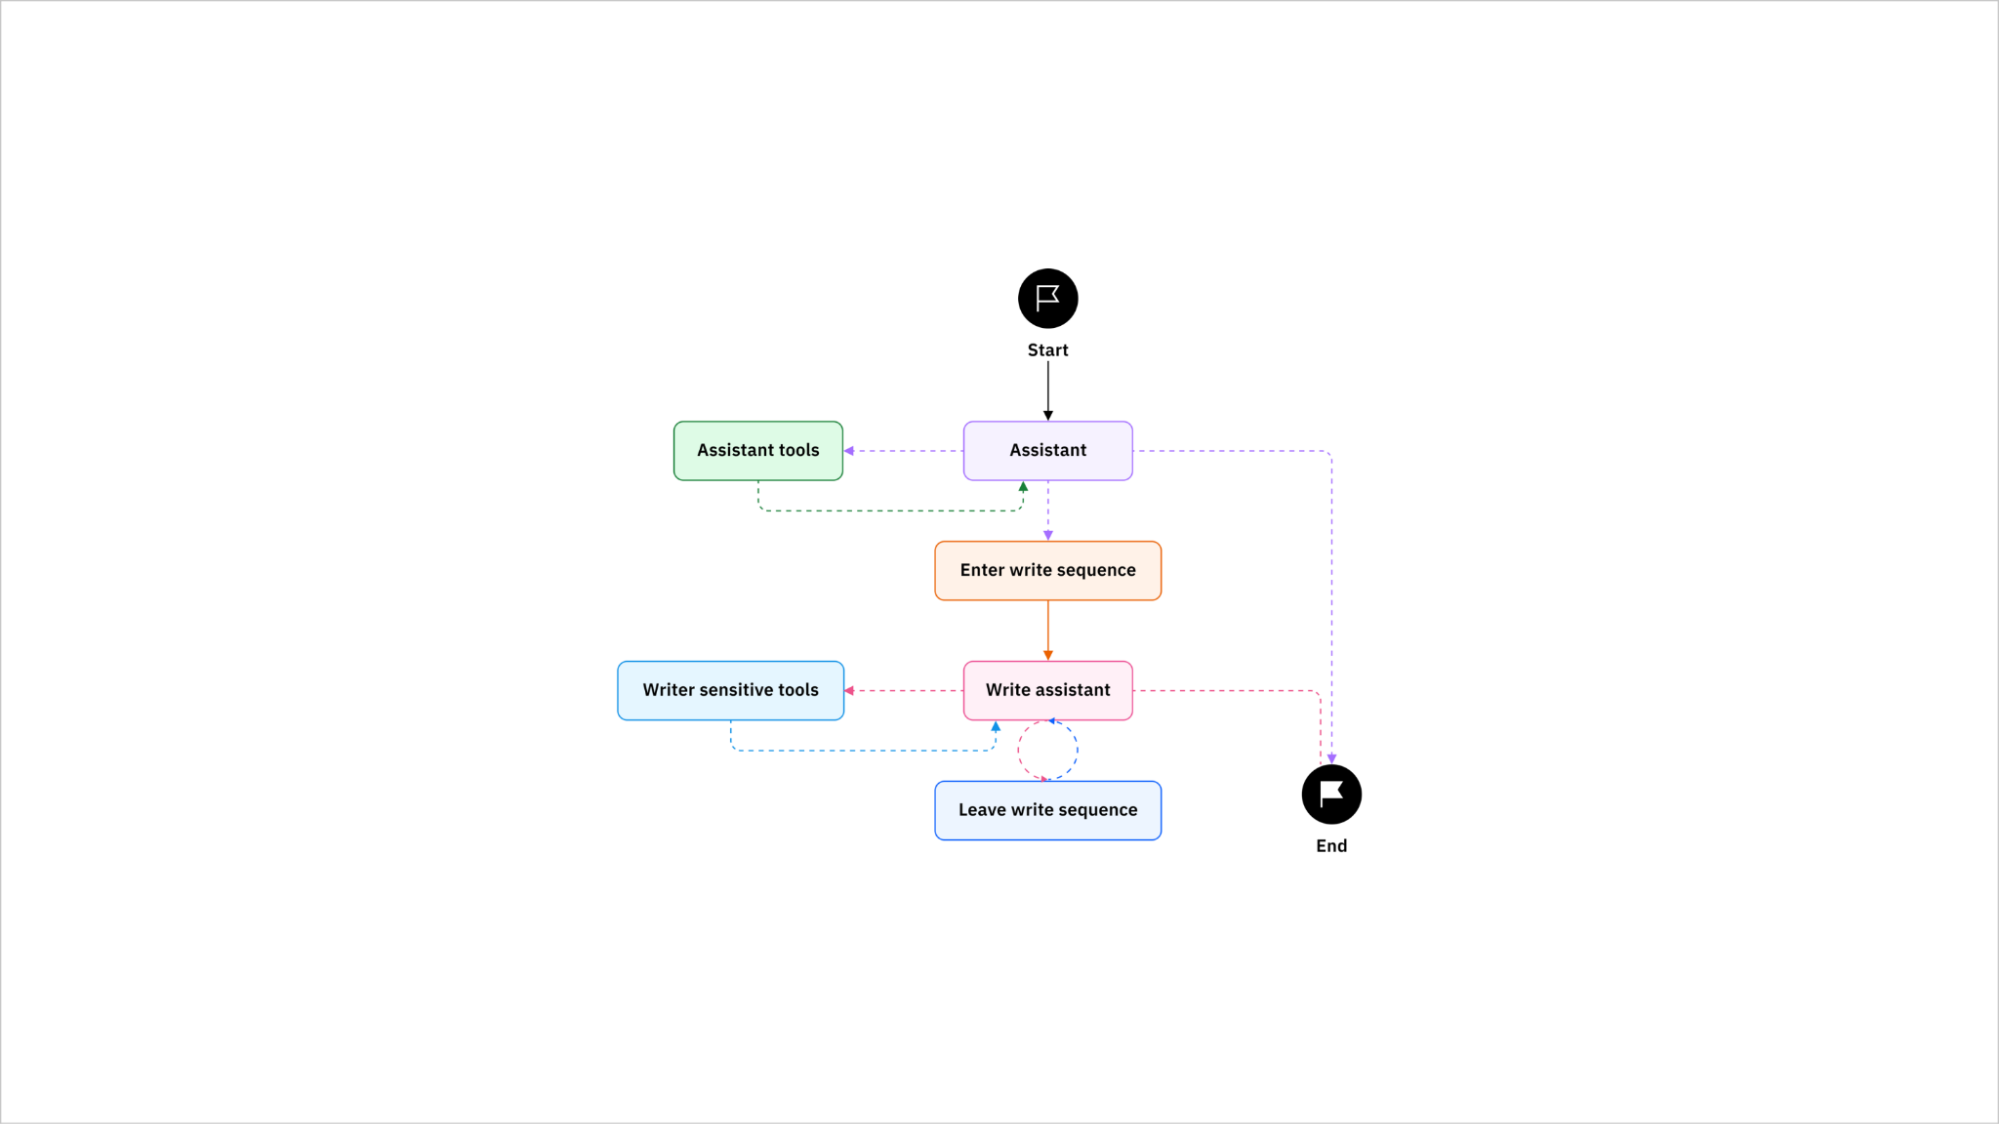 Start
Assistant tools
Assistant
Enter write sequence
Writer sensitive tools
Write assistant
Leave write sequence
End